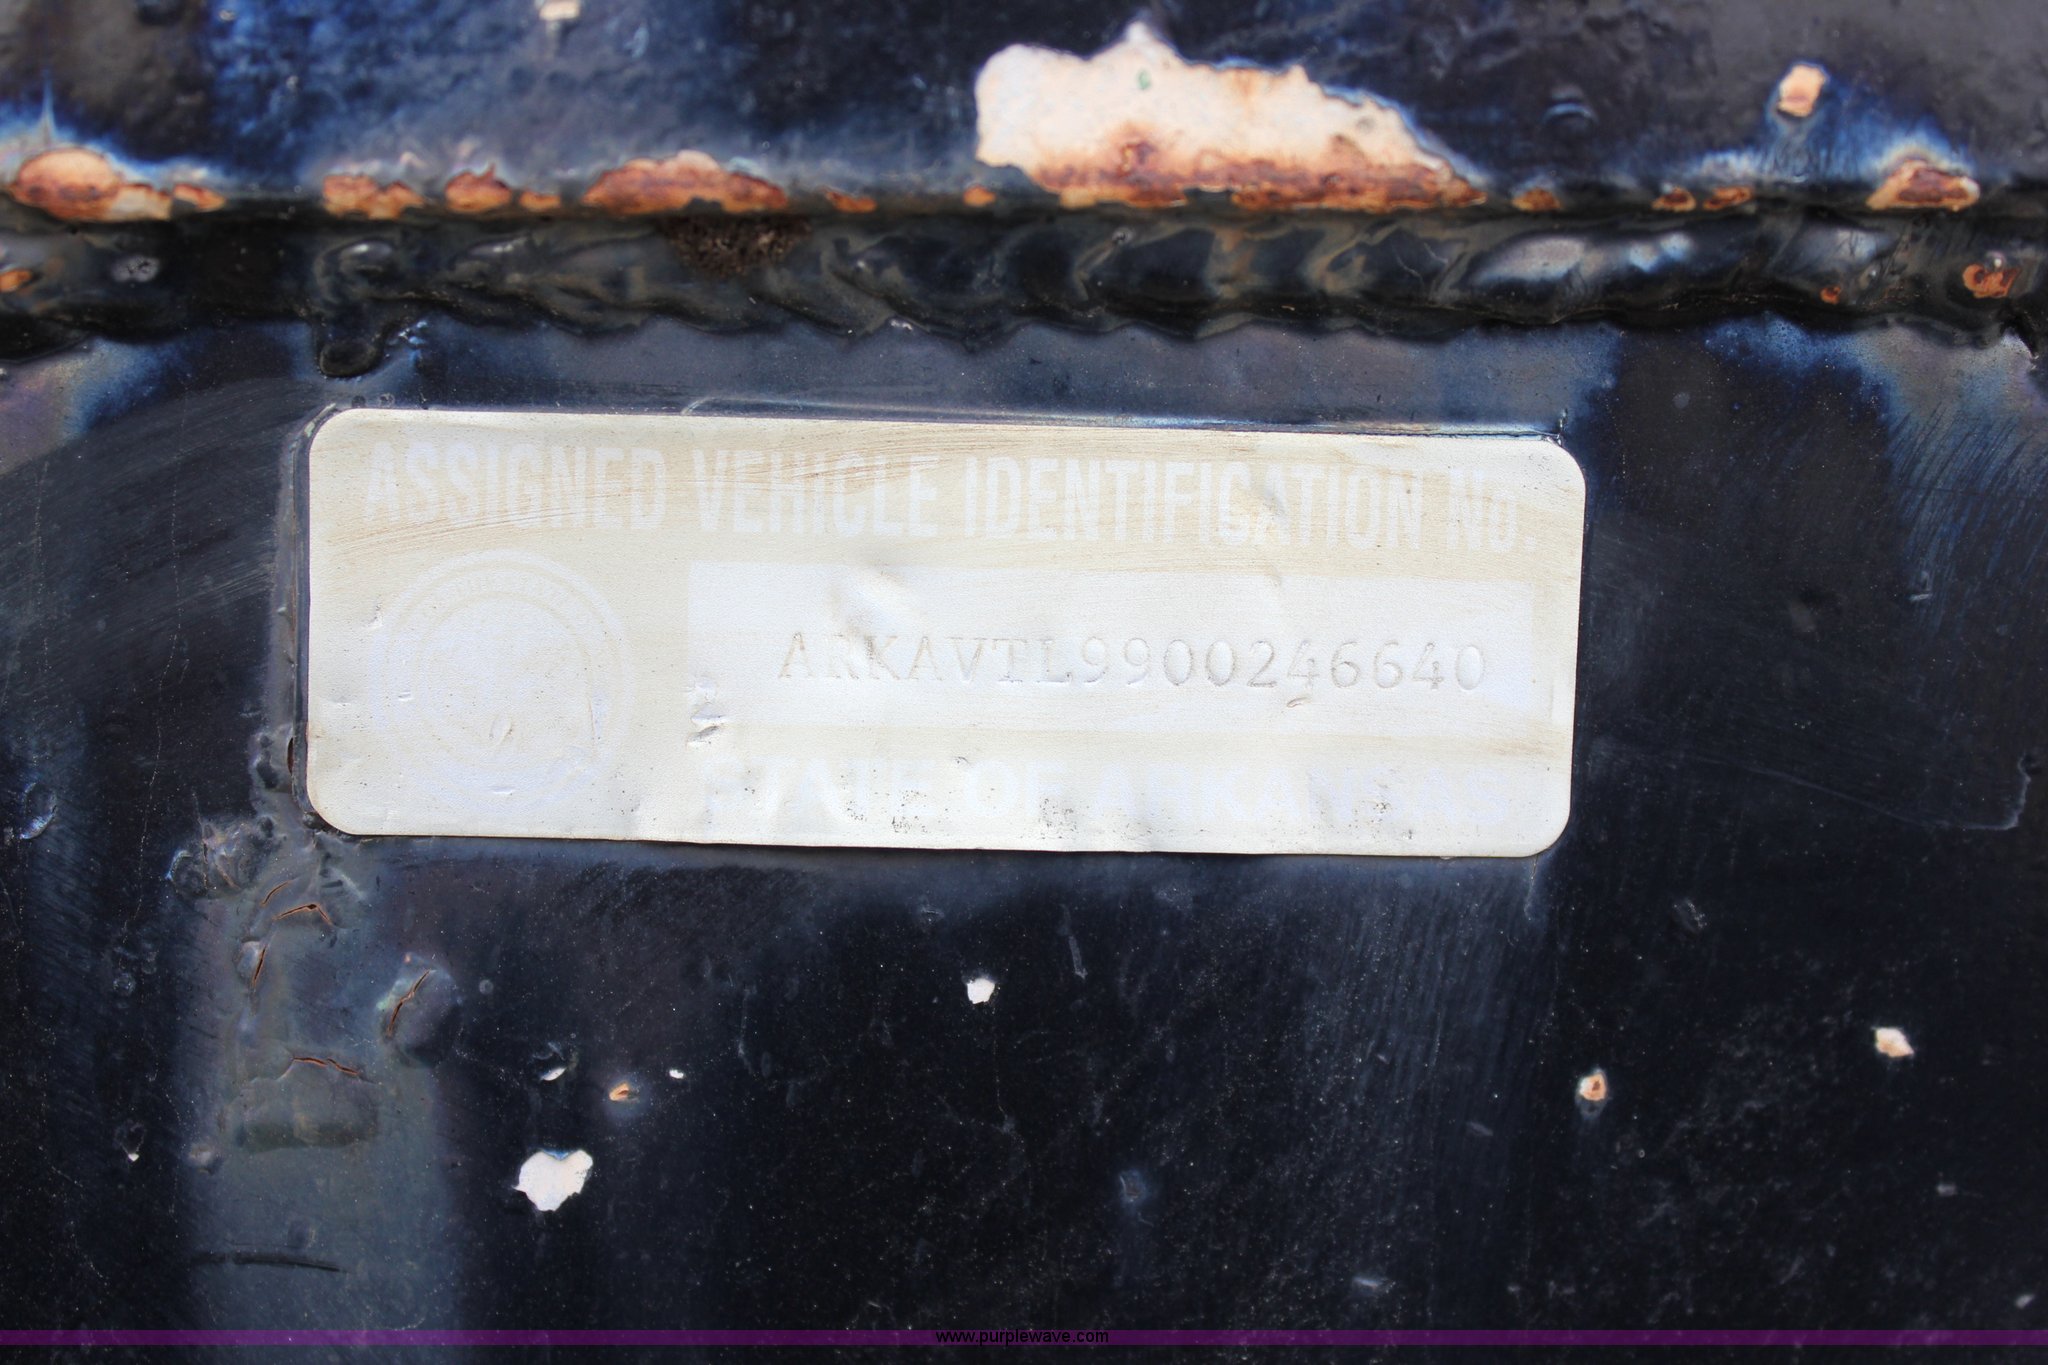 ASSIGNED VEHICLE IDENTIFICATION No.
ARKAVTL9900246640
STATE OF ARKANSAS
www.purplewave.com